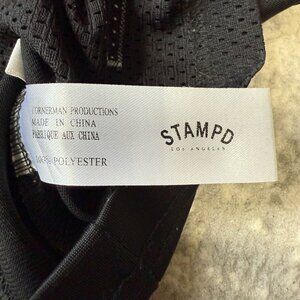 CORNERMAN PRODUCTIONS
MADE IN CHINA
FABRIQUE AUX CHINA
100% POLYESTER
STAMPD
LOS ANGELES